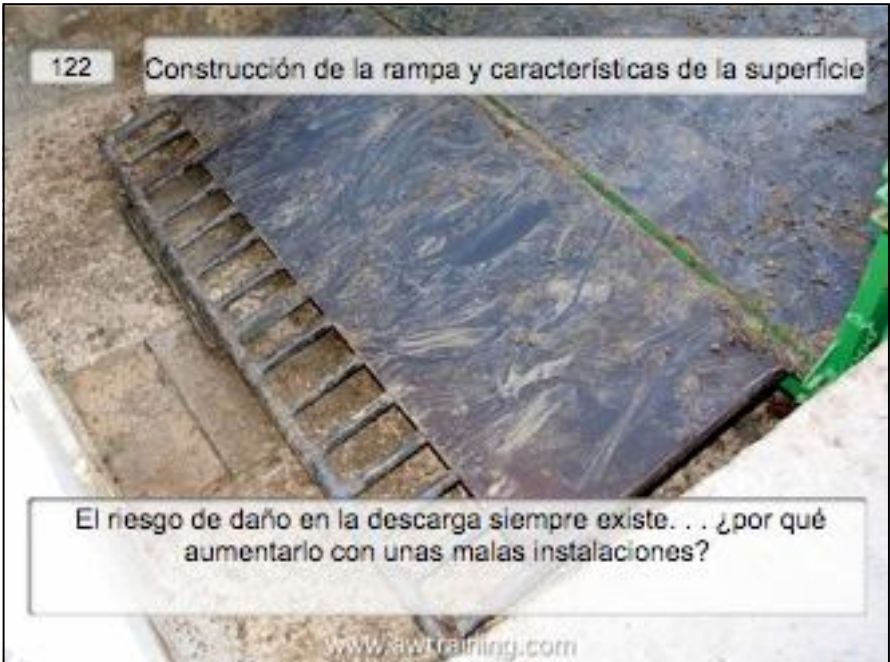 122
Construcción de la rampa y características de la superficie
El riesgo de daño en la descarga siempre existe. . . ¿por qué
aumentarlo con unas malas instalaciones?
www.awtraining.com